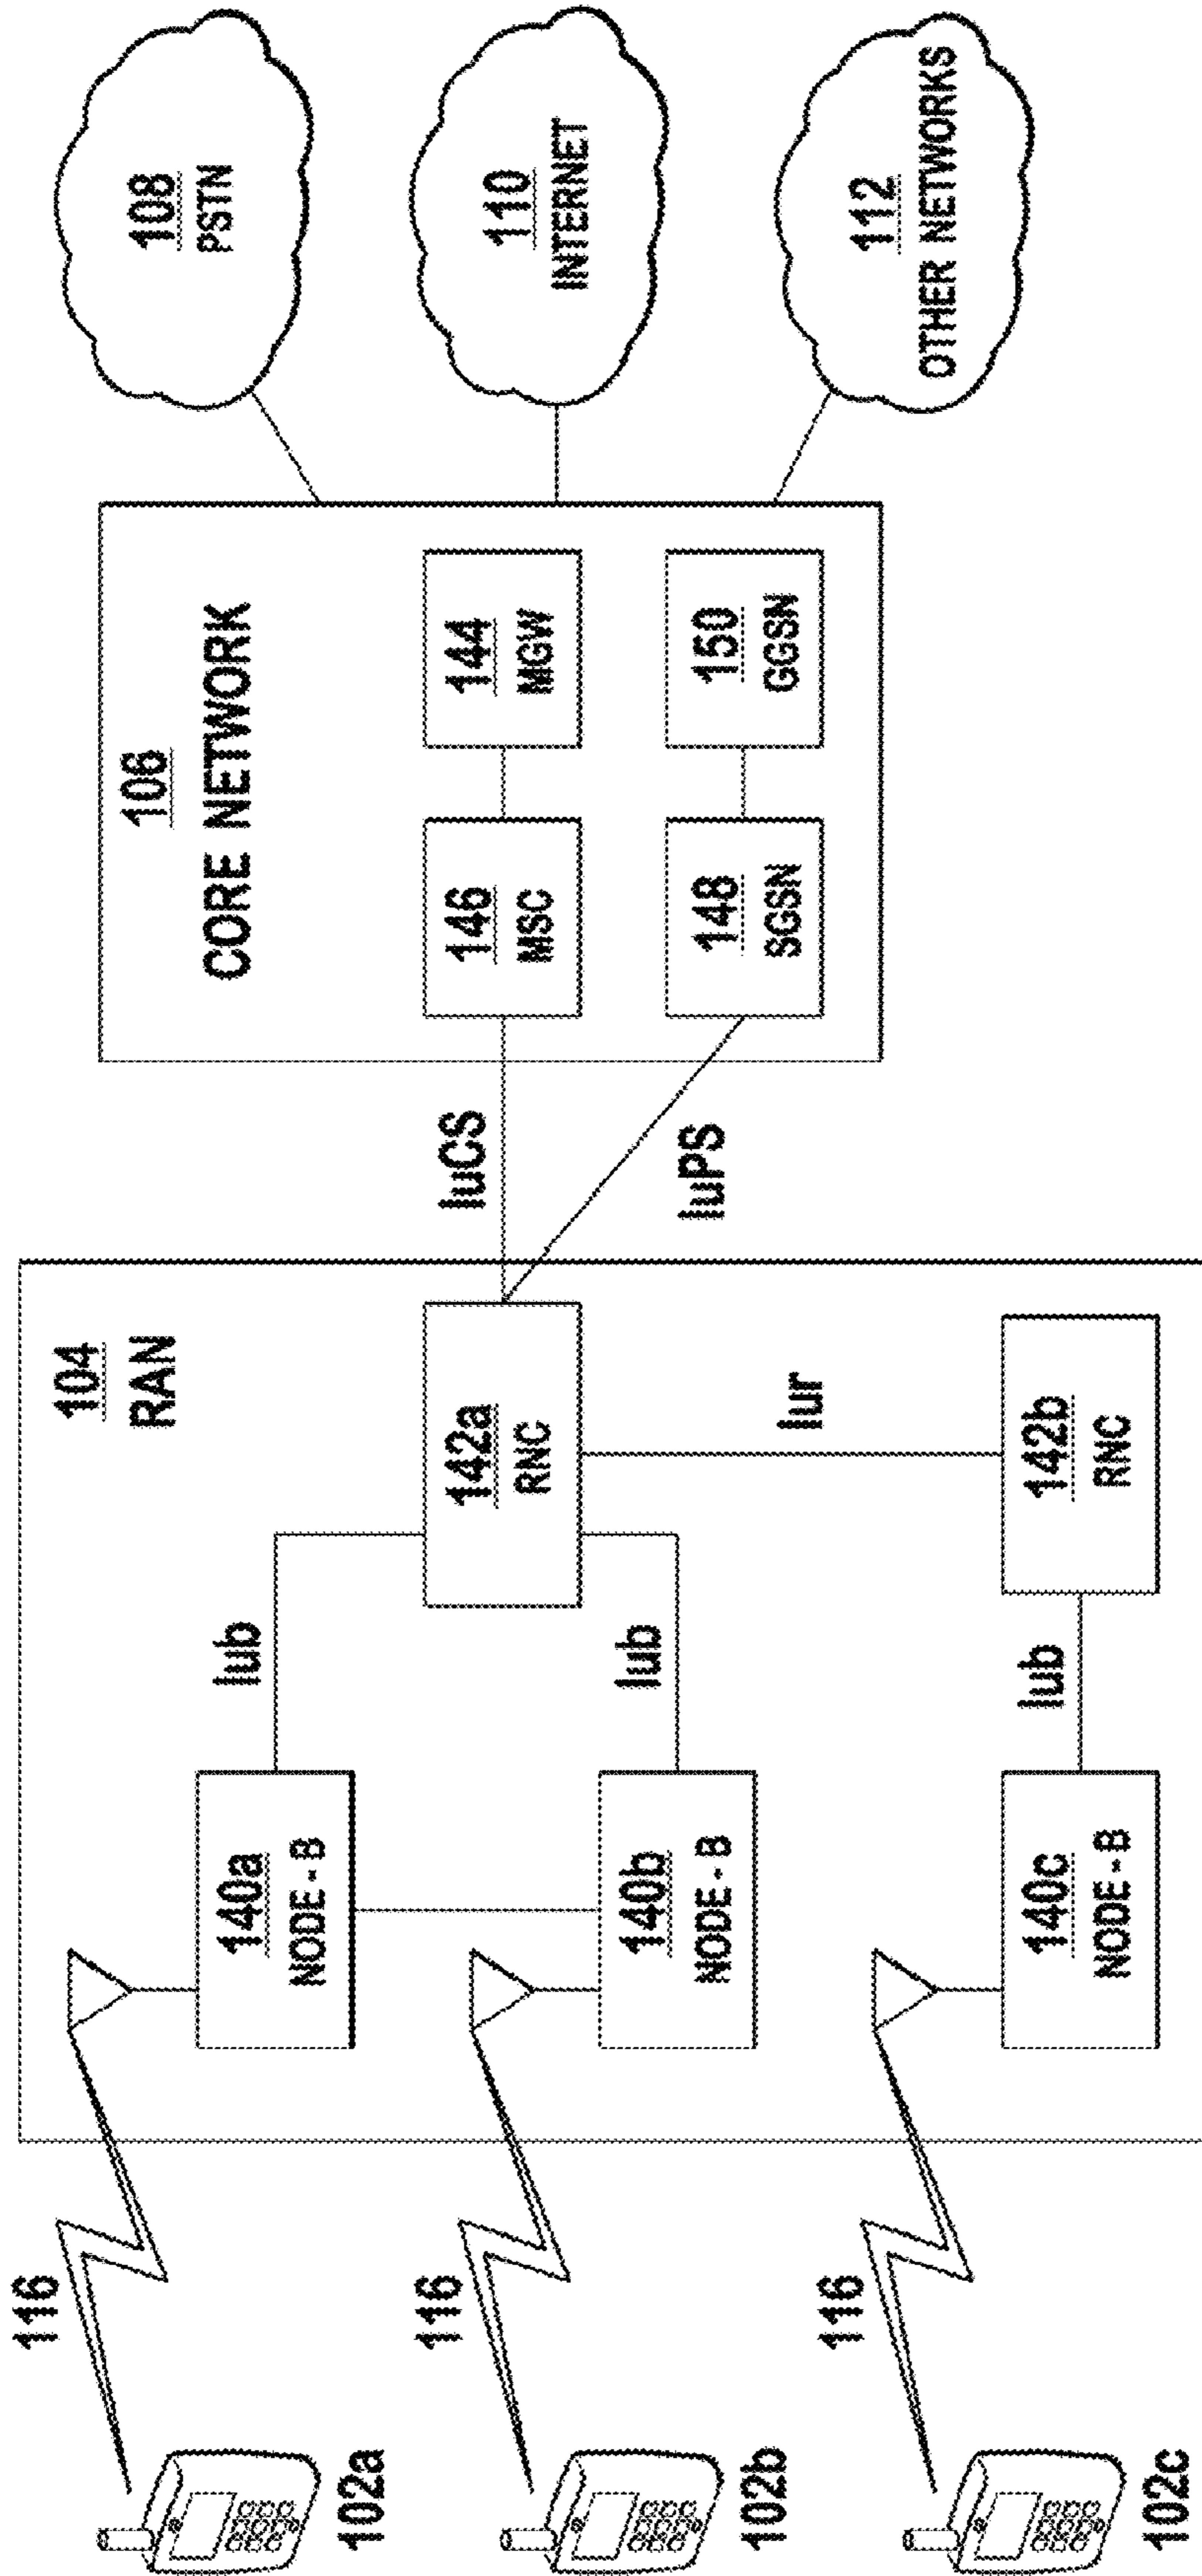 116
102a
116
102b
116
102c
104
RAN
140a
NODE - B
Iub
140b
NODE - B
Iub
142a
RNC
Iur
140c
NODE - B
Iub
142b
RNC
IuCS
IuPS
106
CORE NETWORK
146
MSC
144
MGW
148
SGSN
150
GGSN
108
PSTN
110
INTERNET
112
OTHER NETWORKS